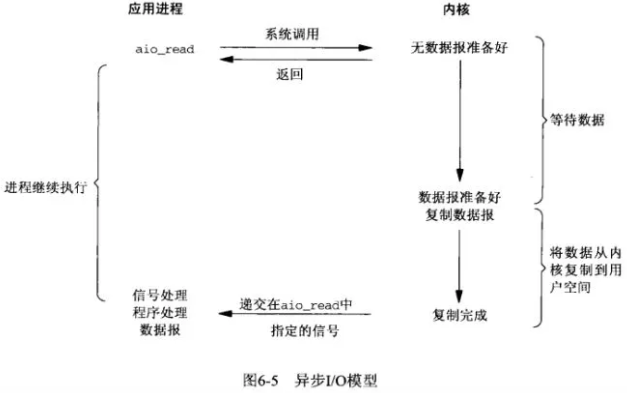 应用进程
内核
系统调用
aio_read
无数据报准备好
返回
等待数据
进程继续执行
数据报准备好
复制数据报
将数据从内
核复制到用
户空间
信号处理
程序处理
数据报
递交在aio_read中
指定的信号
复制完成
图6-5 异步I/O模型